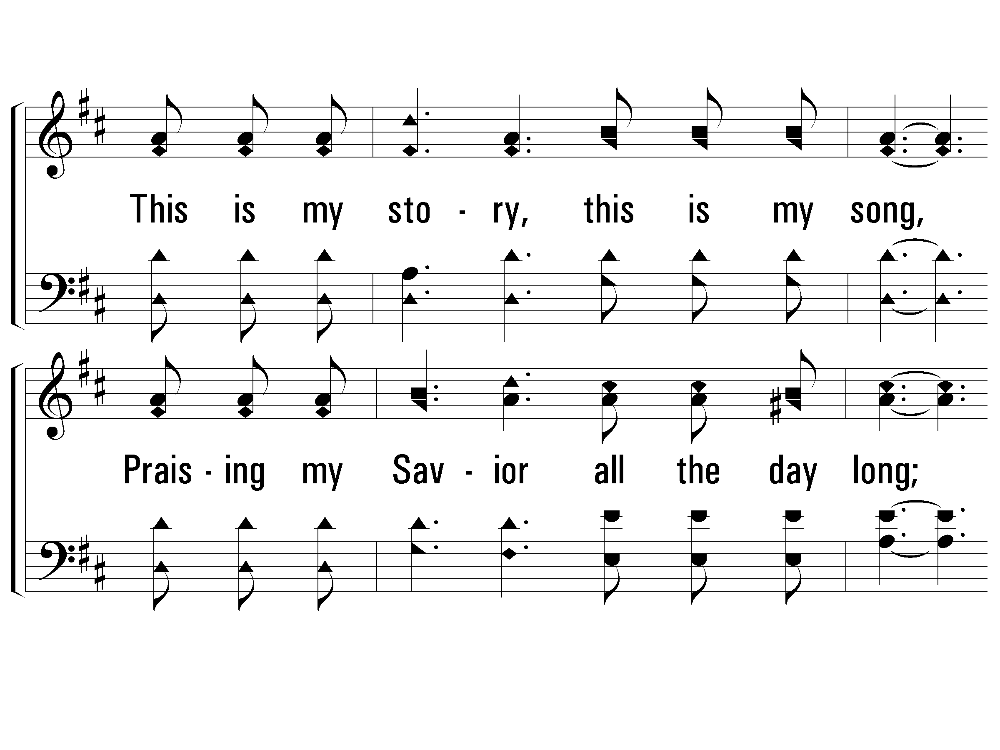 This is my sto - ry, this is my song,
Prais - ing my Sav - ior all the day long;